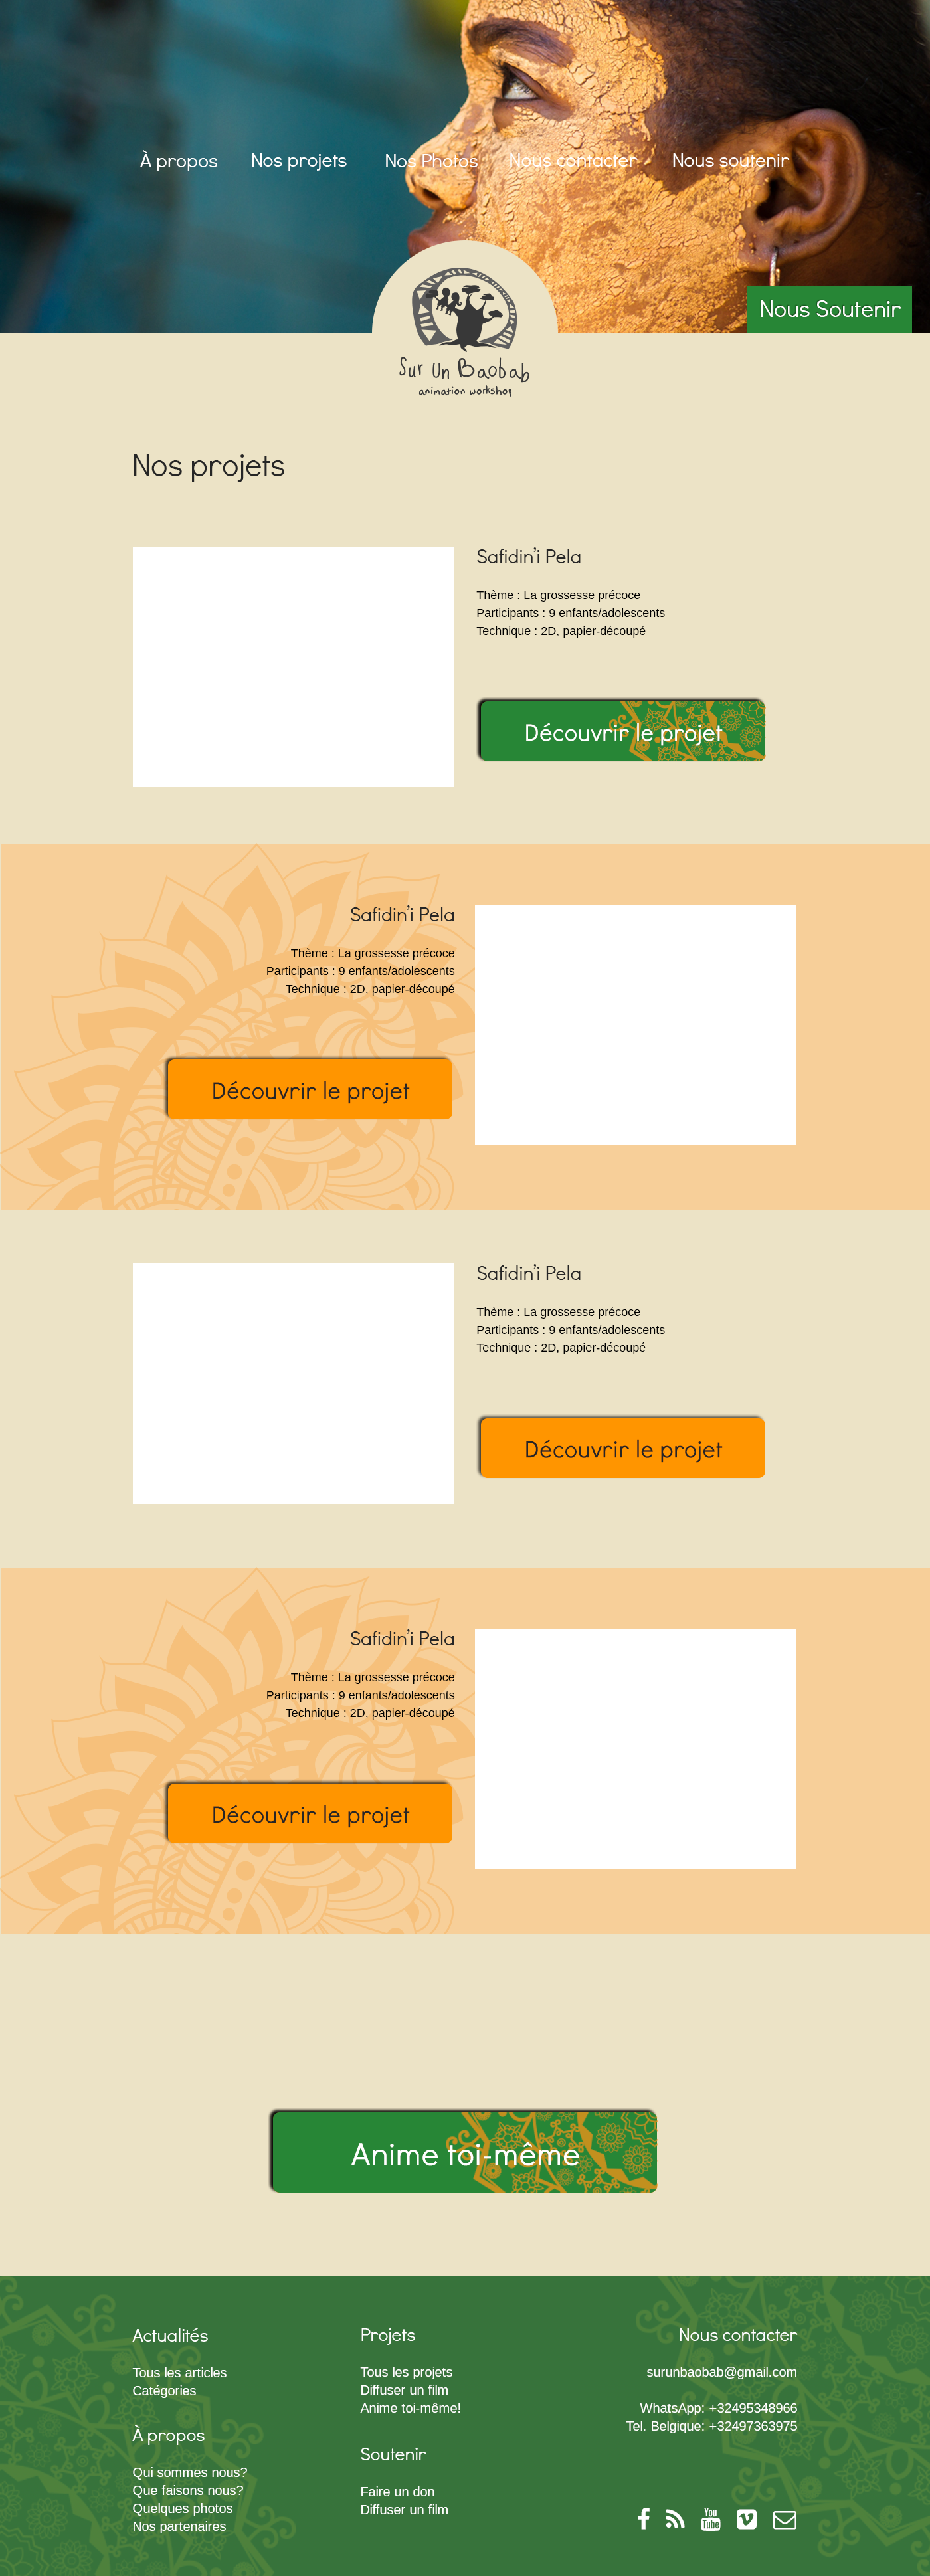 À propos Nos projets Nos Photos Nous contacter Nous soutenir
Nous Soutenir
Sur Un Baobab
animation workshop
Nos projets
Safidin'i Pela
Thème : La grossesse précoce
Participants : 9 enfants/adolescents
Technique : 2D, papier-découpé
Découvrir le projet
Safidin'i Pela
Thème : La grossesse précoce
Participants : 9 enfants/adolescents
Technique : 2D, papier-découpé
Découvrir le projet
Safidin'i Pela
Thème : La grossesse précoce
Participants : 9 enfants/adolescents
Technique : 2D, papier-découpé
Découvrir le projet
Safidin'i Pela
Thème : La grossesse précoce
Participants : 9 enfants/adolescents
Technique : 2D, papier-découpé
Découvrir le projet
Anime toi-même
Actualités
Tous les articles
Catégories
À propos
Qui sommes nous?
Que faisons nous?
Quelques photos
Nos partenaires
Projets
Tous les projets
Diffuser un film
Anime toi-même!
Soutenir
Faire un don
Diffuser un film
Nous contacter
surunbaobab@gmail.com
WhatsApp: +32495348966
Tel. Belgique: +32497363975
You
Tube